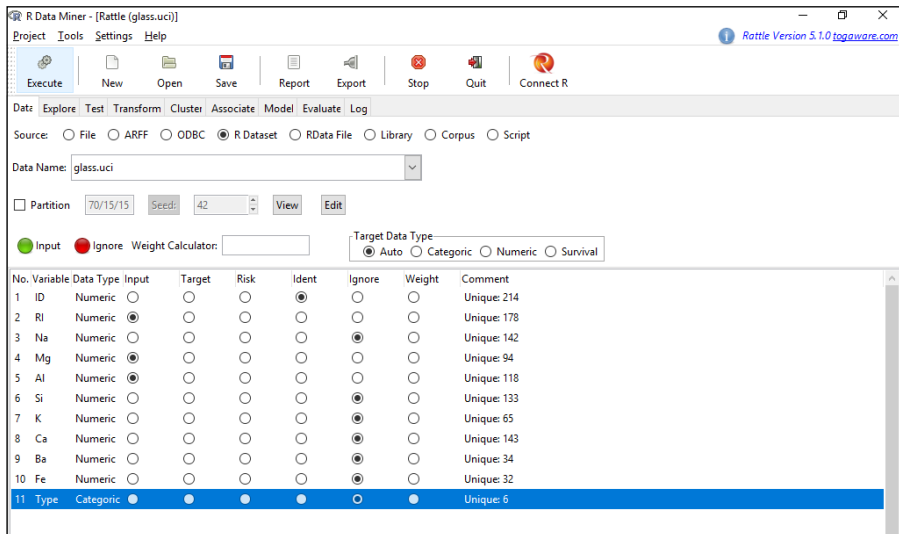 R Data Miner - [Rattle (glass.uci)]
Project Tools Settings Help Rattle Version 5.1.0 togaware.com
Execute New Open Save Report Export Stop Quit Connect R
Data Explore Test Transform Cluster Associate Model Evaluate Log
Source: File ARFF ODBC R Dataset RData File Library Corpus Script
Data Name: glass.uci
Partition 70/15/15 Seed: 42 View Edit
Target Data Type
Input Ignore Weight Calculator: Auto Categoric Numeric Survival
No. Variable Data Type Input Target Risk Ident Ignore Weight Comment
1 ID Numeric Unique: 214
2 RI Numeric Unique: 178
3 Na Numeric Unique: 142
4 Mg Numeric Unique: 94
5 Al Numeric Unique: 118
6 Si Numeric Unique: 133
7 K Numeric Unique: 65
8 Ca Numeric Unique: 143
9 Ba Numeric Unique: 34
10 Fe Numeric Unique: 32
11 Type Categoric Unique: 6